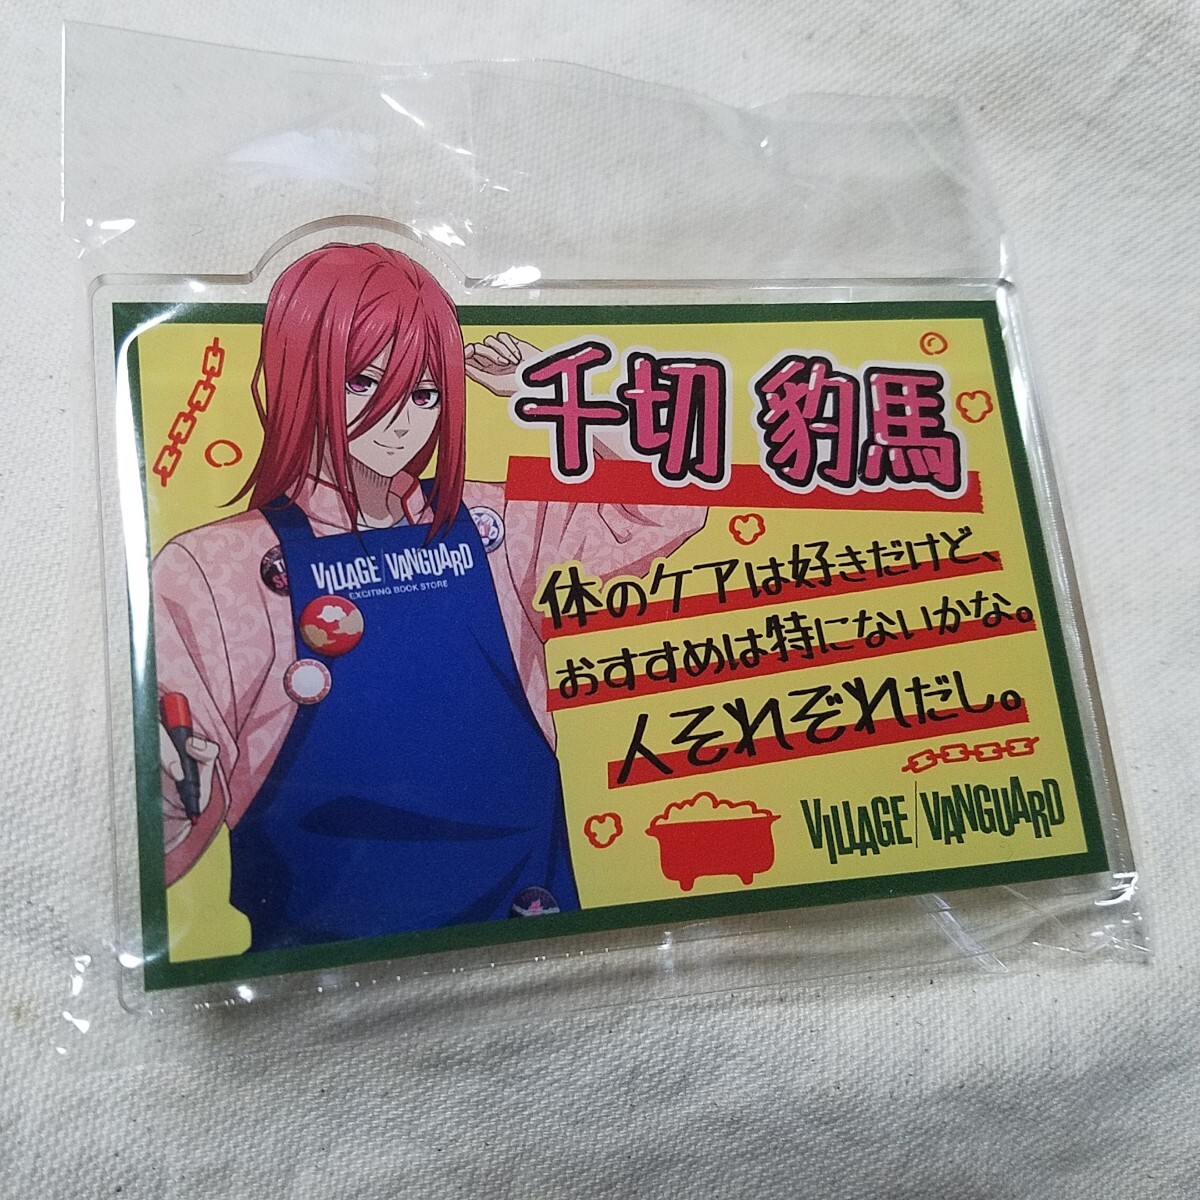 千切 豹馬
体のケアは好きだけど、
おすすめは特にないかな。
人それぞれだし。
VILLAGE/VANGUARD
VILLAGE/VANGUARD
EXCITING BOOK STORE